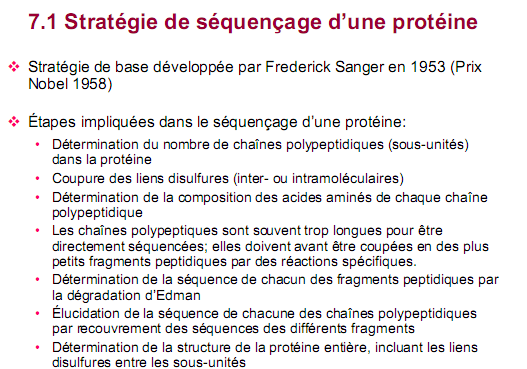 7.1 Stratégie de séquençage d'une protéine
❖ Stratégie de base développée par Frederick Sanger en 1953 (Prix
Nobel 1958)
❖ Étapes impliquées dans le séquençage d'une protéine:
• Détermination du nombre de chaînes polypeptidiques (sous-unités)
dans la protéine
• Coupure des liens disulfures (inter- ou intramoléculaires)
• Détermination de la composition des acides aminés de chaque chaîne
polypeptidique
• Les chaînes polypeptiques sont souvent trop longues pour être
directement séquencées; elles doivent avant être coupées en des plus
petits fragments peptidiques par des réactions spécifiques.
• Détermination de la séquence de chacun des fragments peptidiques par
la dégradation d'Edman
• Élucidation de la séquence de chacune des chaînes polypeptidiques
par recouvrement des séquences des différents fragments
• Détermination de la structure de la protéine entière, incluant les liens
disulfures entre les sous-unités